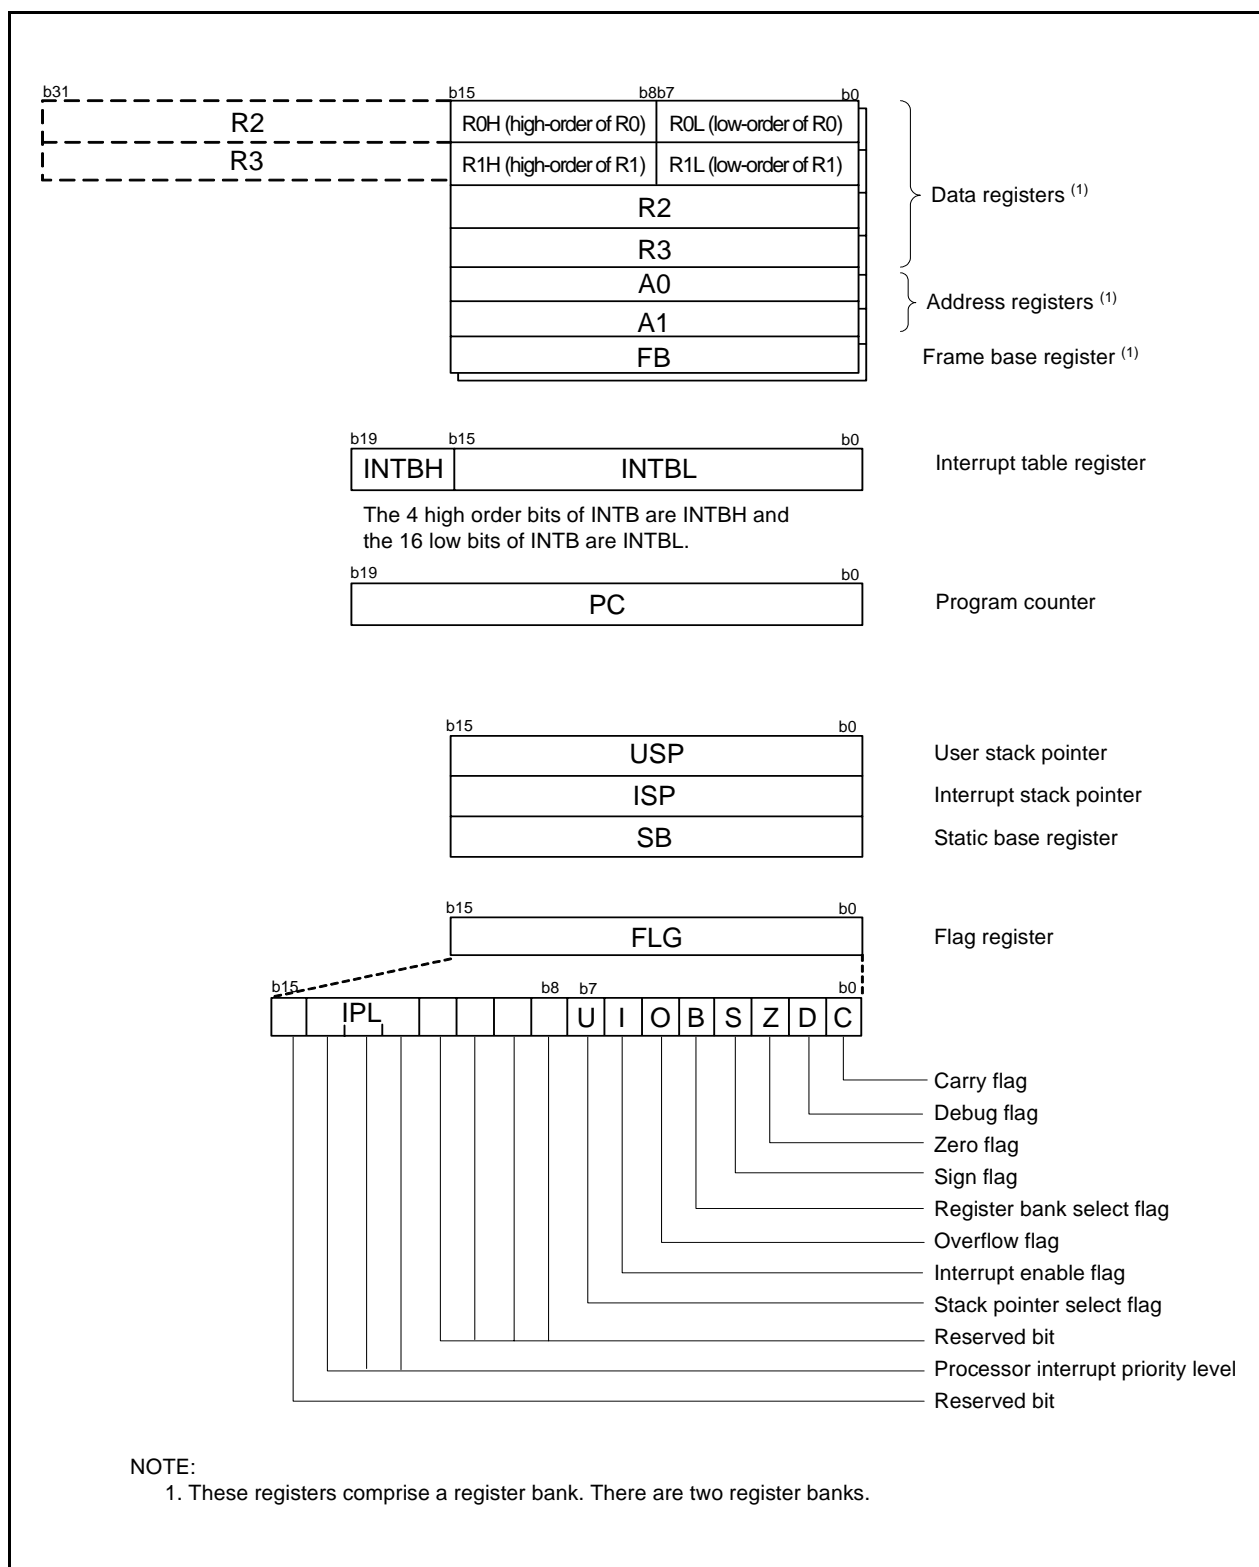 b31 b15 b8b7 b0
R2 R0H (high-order of R0) R0L (low-order of R0)
R3 R1H (high-order of R1) R1L (low-order of R1)
R2
R3
Data registers (1)
A0
A1
Address registers (1)
FB
Frame base register (1)
b19 b15 b0
INTBH INTBL Interrupt table register
The 4 high order bits of INTB are INTBH and
the 16 low bits of INTB are INTBL.
b19 b0
PC Program counter
b15 b0
USP User stack pointer
ISP Interrupt stack pointer
SB Static base register
b15 b0
FLG Flag register
b15 b8 b7 b0
IPL U I O B S Z D C
Carry flag
Debug flag
Zero flag
Sign flag
Register bank select flag
Overflow flag
Interrupt enable flag
Stack pointer select flag
Reserved bit
Processor interrupt priority level
Reserved bit
NOTE:
1. These registers comprise a register bank. There are two register banks.